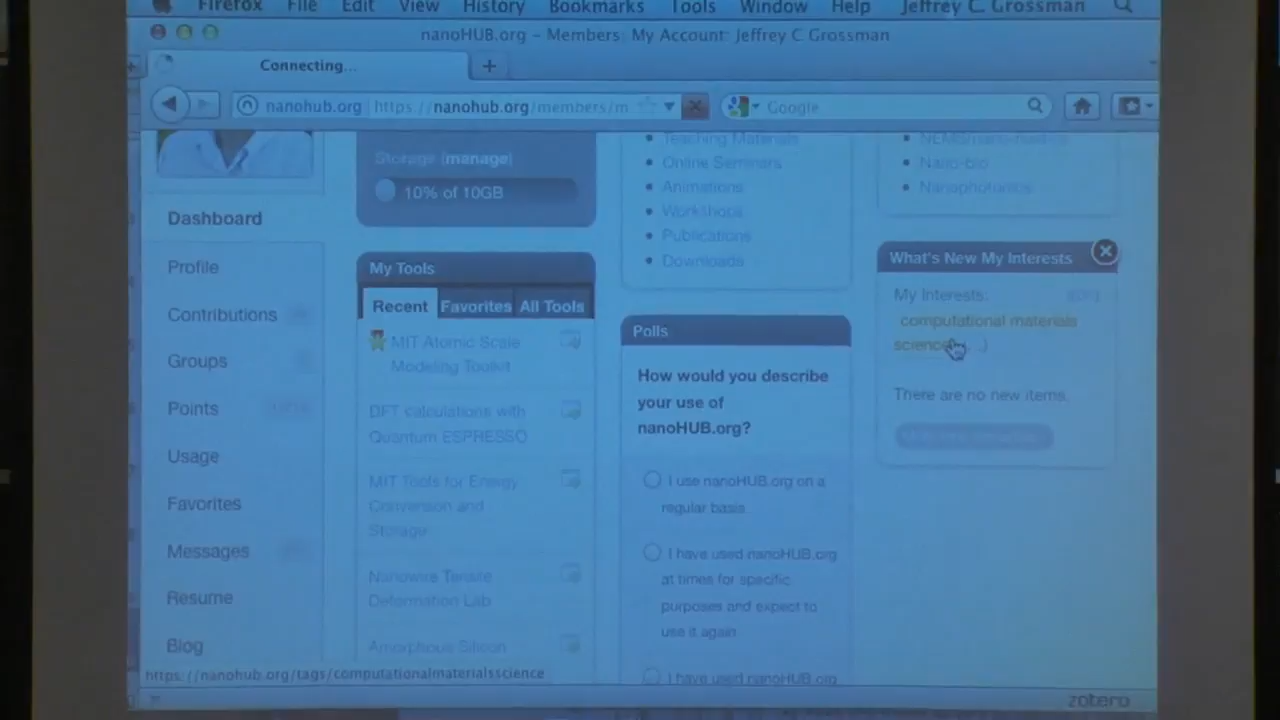 Firefox File Edit View History Bookmarks Tools Window Help Jeffrey C. Grossman
nanoHUB.org – Members: My Account: Jeffrey C Grossman
Connecting...
nanohub.org https://nanohub.org/members/m
Google
Storage (manage)
10% of 10GB
Teaching Materials
Online Seminars
Animations
Workshops
Publications
Downloads
Nano-bio
Nanophotonics
Dashboard
Profile
Contributions
Groups
Points
Usage
Favorites
Messages
Resume
Blog
My Tools
Recent Favorites All Tools
MIT Atomic Scale
Modeling Toolkit
DFT calculations with
Quantum ESPRESSO
MIT Tools for Energy
Conversion and
Storage
Nanowire Tensile
Deformation Lab
Amorphous Silicon
Polls
How would you describe
your use of
nanoHUB.org?
I use nanoHUB.org on a
regular basis.
I have used nanoHUB.org
at times for specific
purposes and expect to
use it again.
I have used nanoHUB.org
What's New My Interests
My Interests:
computational materials
science
There are no new items.
https://nanohub.org/tags/computationalmaterialsscience
zotero